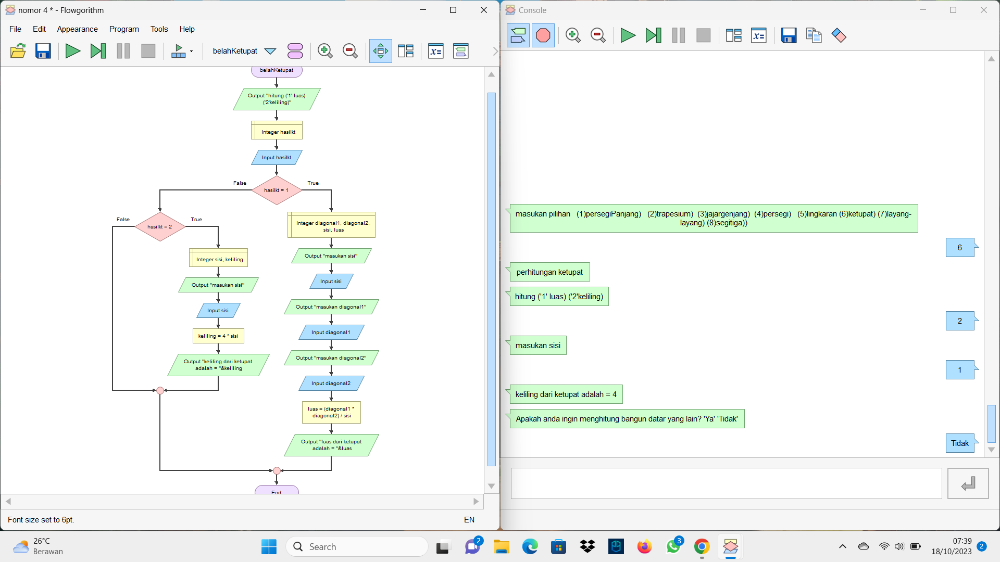 nomor 4 * - Flowgorithm
File Edit Appearance Program Tools Help
belahKetupat
x=
belahKetupat
Output "hitung ('1' luas)
('2'keliling)"
Integer hasilkt
Input hasilkt
False
True
hasilkt = 1
False
True
hasilkt = 2
Integer sisi, keliling
Output "masukan sisi"
Input sisi
keliling = 4 * sisi
Output "keliling dari ketupat
adalah = "&keliling
Integer diagonal1, diagonal2,
sisi, luas
Output "masukan sisi"
Input sisi
Output "masukan diagonal1"
Input diagonal1
Output "masukan diagonal2"
Input diagonal2
luas = (diagonal1 *
diagonal2) / sisi
Output "luas dari ketupat
adalah = "&luas
End
Font size set to 6pt.
EN
Console
x=
masukan pilihan (1)persegiPanjang) (2)trapesium) (3)jajargenjang) (4)persegi) (5)lingkaran (6)ketupat) (7)layang-
layang) (8)segitiga))
6
perhitungan ketupat
hitung ('1' luas) ('2'keliling)
2
masukan sisi
1
keliling dari ketupat adalah = 4
Apakah anda ingin menghitung bangun datar yang lain? 'Ya' 'Tidak'
Tidak
26°C
Berawan
Search
2
3
07:39
18/10/2023
2